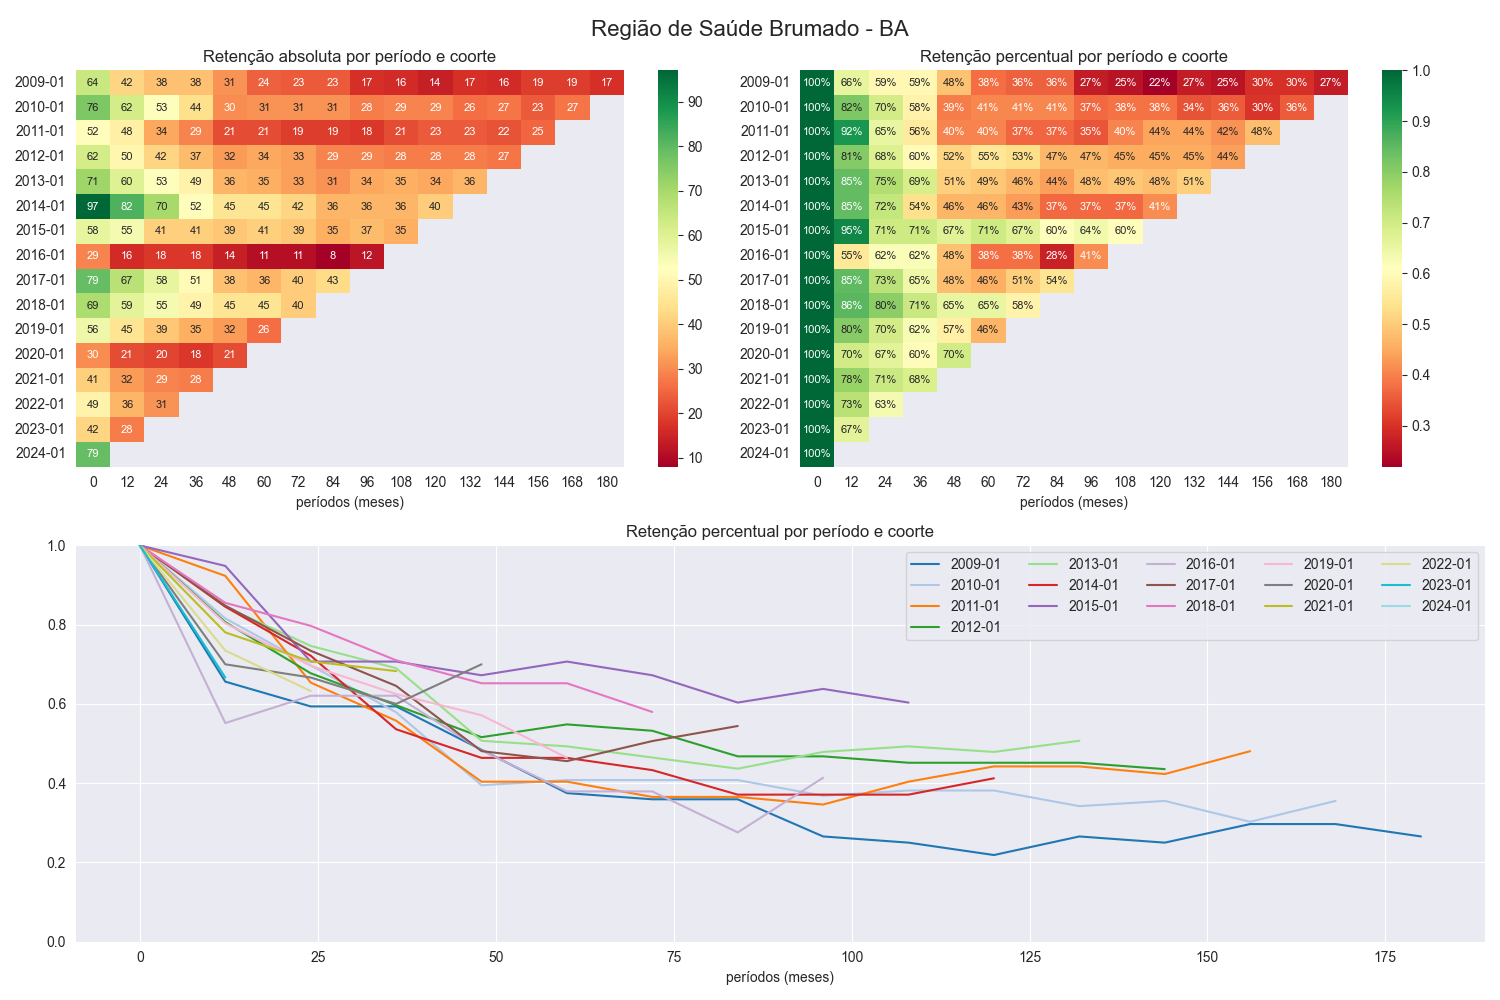 Região de Saúde Brumado - BA
Retenção absoluta por período e coorte
2009-01 64 42 38 38 31 24 23 23 17 16 14 17 16 19 19 17
2010-01 76 62 53 44 30 31 31 31 28 29 29 26 27 23 27
2011-01 52 48 34 29 21 21 19 19 18 21 23 23 22 25
2012-01 62 50 42 37 32 34 33 29 29 28 28 28 27
2013-01 71 60 53 49 36 35 33 31 34 35 34 36
2014-01 97 82 70 52 45 45 42 36 36 36 40
2015-01 58 55 41 41 39 41 39 35 37 35
2016-01 29 16 18 18 14 11 11 8 12
2017-01 79 67 58 51 38 36 40 43
2018-01 69 59 55 49 45 45 40
2019-01 56 45 39 35 32 26
2020-01 30 21 20 18 21
2021-01 41 32 29 28
2022-01 49 36 31
2023-01 42 28
2024-01 79
0 12 24 36 48 60 72 84 96 108 120 132 144 156 168 180
períodos (meses)
90
80
70
60
50
40
30
20
10
Retenção percentual por período e coorte
2009-01 100% 66% 59% 59% 48% 38% 36% 36% 27% 25% 22% 27% 25% 30% 30% 27%
2010-01 100% 82% 70% 58% 39% 41% 41% 41% 37% 38% 38% 34% 36% 30% 36%
2011-01 100% 92% 65% 56% 40% 40% 37% 37% 35% 40% 44% 44% 42% 48%
2012-01 100% 81% 68% 60% 52% 55% 53% 47% 47% 45% 45% 45% 44%
2013-01 100% 85% 75% 69% 51% 49% 46% 44% 48% 49% 48% 51%
2014-01 100% 85% 72% 54% 46% 46% 43% 37% 37% 37% 41%
2015-01 100% 95% 71% 71% 67% 71% 67% 60% 64% 60%
2016-01 100% 55% 62% 62% 48% 38% 38% 28% 41%
2017-01 100% 85% 73% 65% 48% 46% 51% 54%
2018-01 100% 86% 80% 71% 65% 65% 58%
2019-01 100% 80% 70% 62% 57% 46%
2020-01 100% 70% 67% 60% 70%
2021-01 100% 78% 71% 68%
2022-01 100% 73% 63%
2023-01 100% 67%
2024-01 100%
0 12 24 36 48 60 72 84 96 108 120 132 144 156 168 180
períodos (meses)
1.0
0.9
0.8
0.7
0.6
0.5
0.4
0.3
Retenção percentual por período e coorte
1.0
0.8
0.6
0.4
0.2
0.0
2009-01 2013-01 2016-01 2019-01 2022-01
2010-01 2014-01 2017-01 2020-01 2023-01
2011-01 2015-01 2018-01 2021-01 2024-01
2012-01
0 25 50 75 100 125 150 175
períodos (meses)